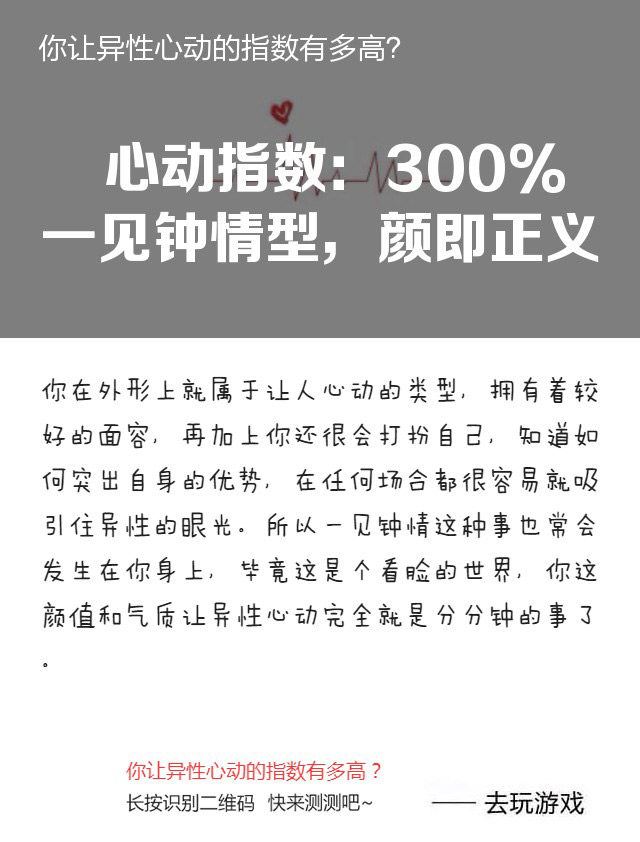 你让异性心动的指数有多高?
心动指数：300%
一见钟情型，颜即正义
你在外形上就属于让人心动的类型，拥有着较
好的面容，再加上你还很会打扮自己，知道如
何突出自身的优势，在任何场合都很容易就吸
引住异性的眼光。所以一见钟情这种事也常会
发生在你身上，毕竟这是个看脸的世界，你这
颜值和气质让异性心动完全就是分分钟的事了
。
你让异性心动的指数有多高？
长按识别二维码 快来测测吧~
—— 去玩游戏